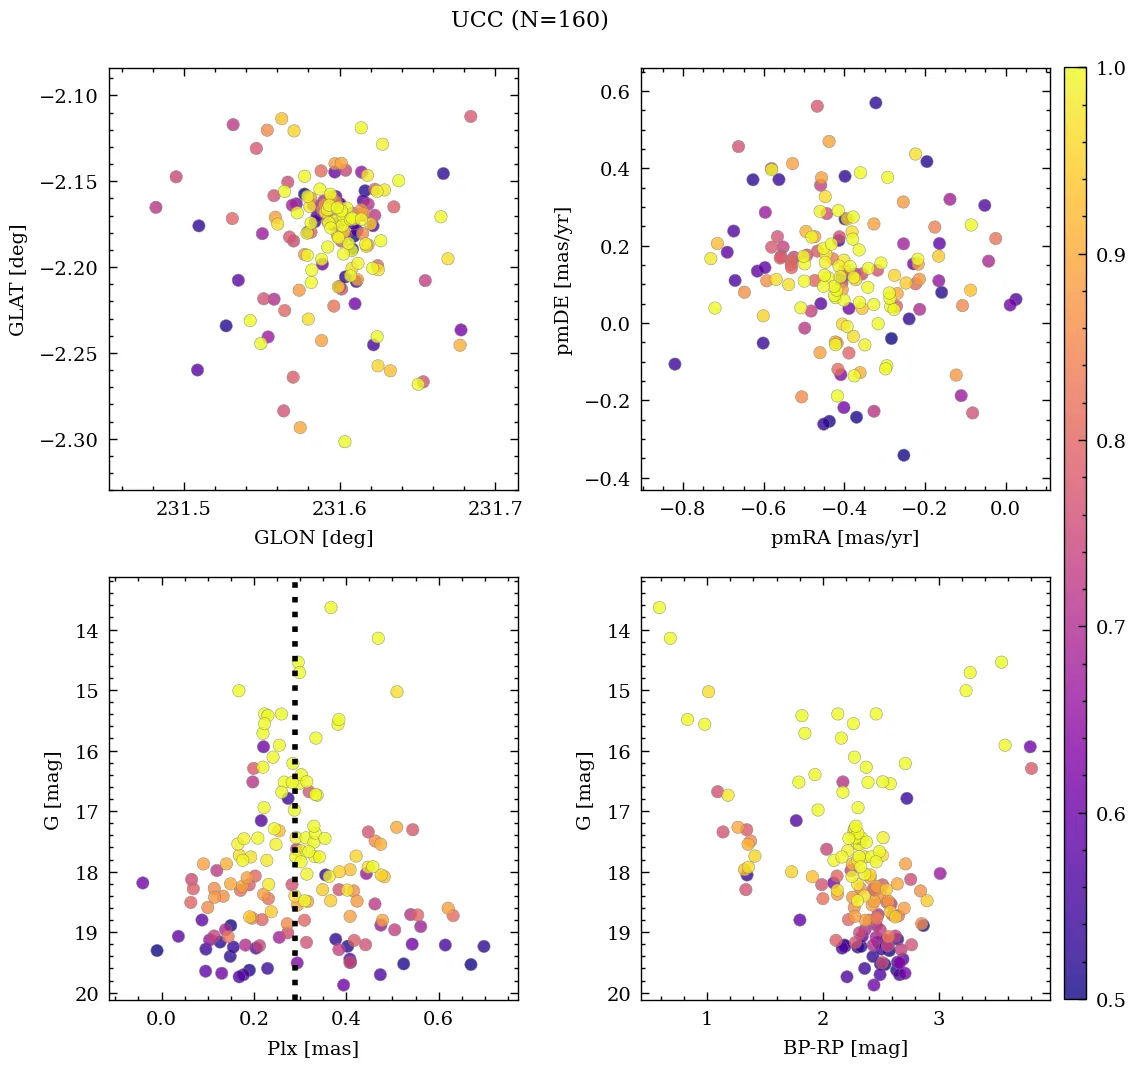 UCC (N=160)
−2.10
−2.15
−2.20
−2.25
−2.30
GLAT [deg]
231.5 231.6 231.7
GLON [deg]
0.6
0.4
0.2
0.0
−0.2
−0.4
pmDE [mas/yr]
−0.8 −0.6 −0.4 −0.2 0.0
pmRA [mas/yr]
14
15
16
17
18
19
20
G [mag]
0.0 0.2 0.4 0.6
Plx [mas]
14
15
16
17
18
19
20
G [mag]
1 2 3
BP-RP [mag]
1.0
0.9
0.8
0.7
0.6
0.5